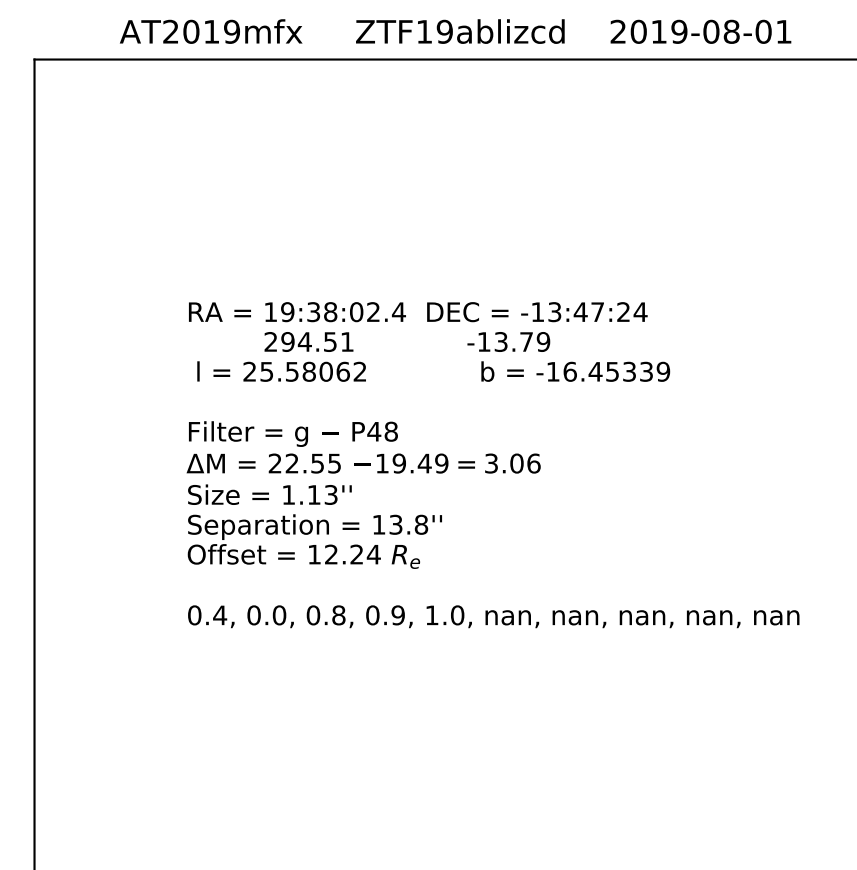 AT2019mfx ZTF19ablizcd 2019-08-01
RA = 19:38:02.4 DEC = -13:47:24
294.51 -13.79
l = 25.58062 b = -16.45339
Filter = g − P48
ΔM = 22.55 −19.49 = 3.06
Size = 1.13''
Separation = 13.8''
Offset = 12.24 Re
0.4, 0.0, 0.8, 0.9, 1.0, nan, nan, nan, nan, nan